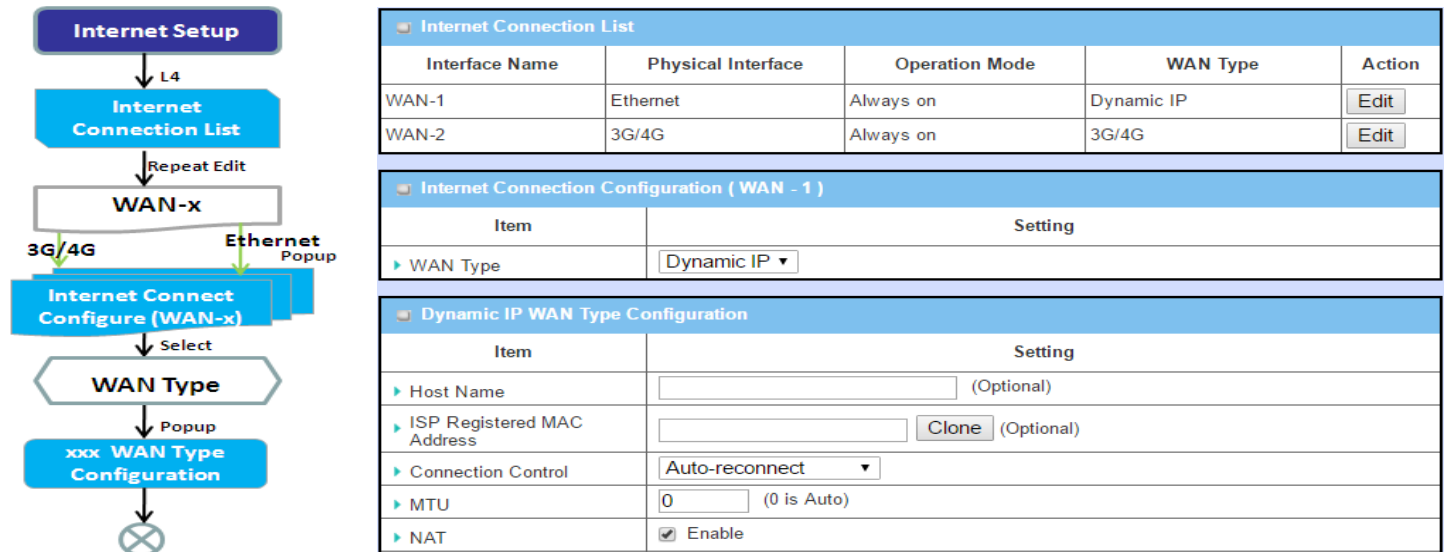 Internet Setup
L4
Internet
Connection List
Repeat Edit
WAN-x
3G/4G
Ethernet
Popup
Internet Connect
Configure (WAN-x)
Select
WAN Type
Popup
xxx WAN Type
Configuration
Internet Connection List
Interface Name Physical Interface Operation Mode WAN Type Action
WAN-1 Ethernet Always on Dynamic IP Edit
WAN-2 3G/4G Always on 3G/4G Edit
Internet Connection Configuration ( WAN - 1 )
Item Setting
WAN Type Dynamic IP
Dynamic IP WAN Type Configuration
Item Setting
Host Name (Optional)
ISP Registered MAC
Address Clone (Optional)
Connection Control Auto-reconnect
MTU 0 (0 is Auto)
NAT Enable